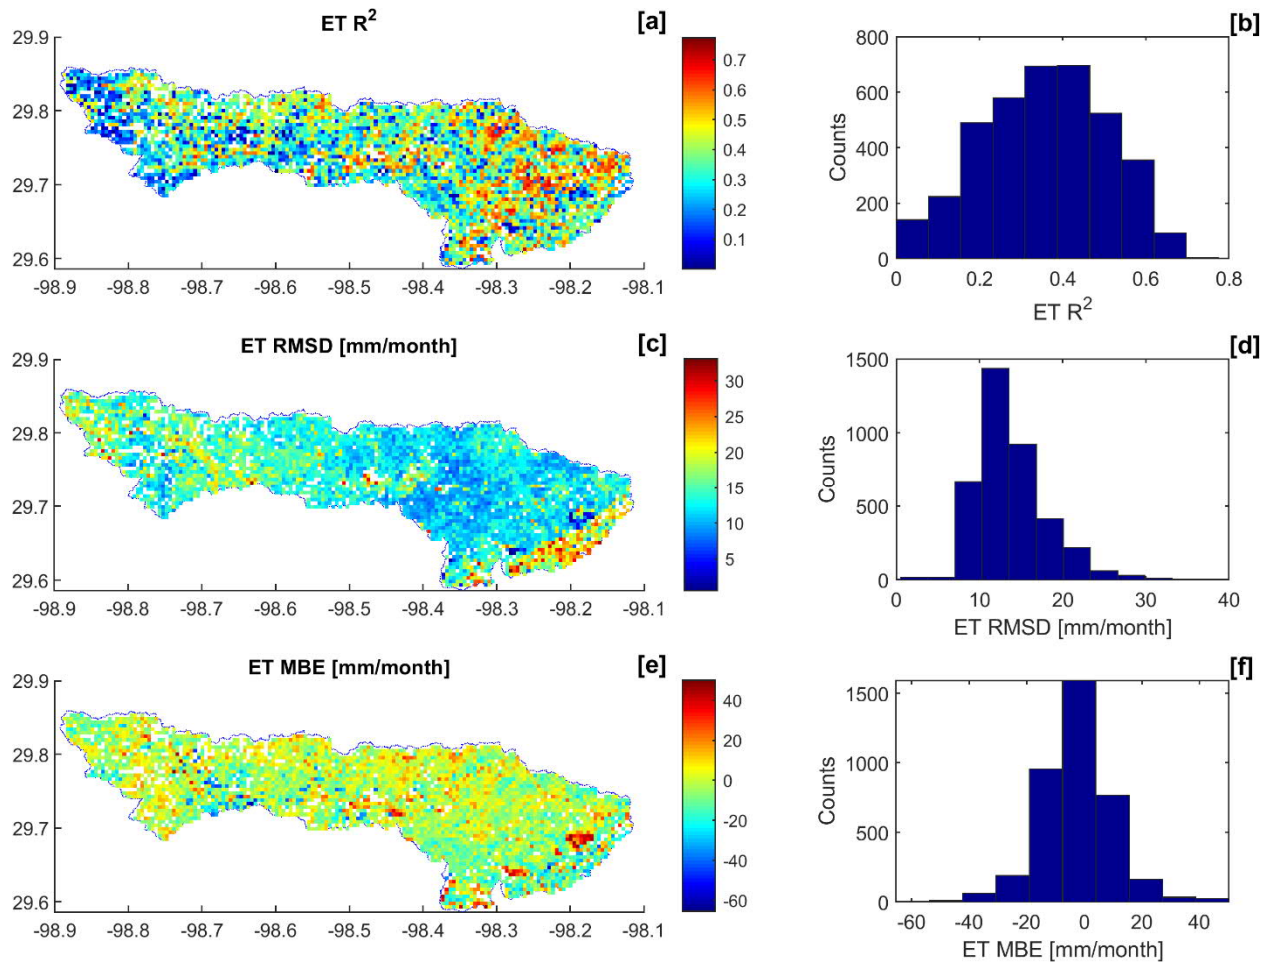 ET R² [a]
29.9
29.8
29.7
29.6
-98.9 -98.8 -98.7 -98.6 -98.5 -98.4 -98.3 -98.2 -98.1
0.7
0.6
0.5
0.4
0.3
0.2
0.1
[b]
800
600
400
200
0
Counts
0 0.2 0.4 0.6 0.8
ET R²
ET RMSD [mm/month] [c]
29.9
29.8
29.7
29.6
-98.9 -98.8 -98.7 -98.6 -98.5 -98.4 -98.3 -98.2 -98.1
30
25
20
15
10
5
[d]
1500
1000
500
0
Counts
0 10 20 30 40
ET RMSD [mm/month]
ET MBE [mm/month] [e]
29.9
29.8
29.7
29.6
-98.9 -98.8 -98.7 -98.6 -98.5 -98.4 -98.3 -98.2 -98.1
40
20
0
-20
-40
-60
[f]
1500
1000
500
0
Counts
-60 -40 -20 0 20 40
ET MBE [mm/month]